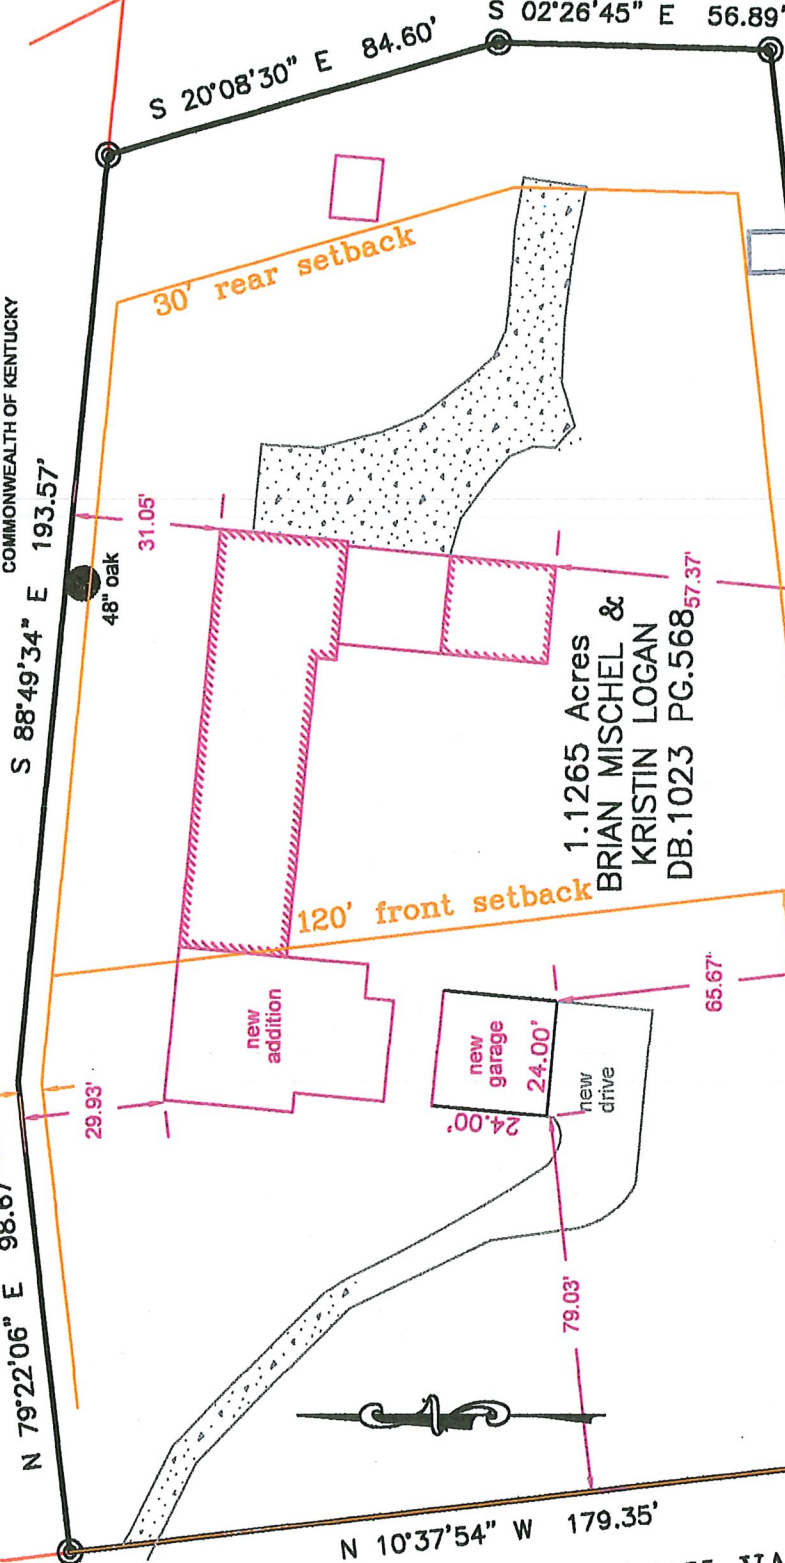 S 02°26'45" E 56.89'
S 20°08'30" E 84.60'
30' rear setback
COMMONWEALTH OF KENTUCKY
S 88°49'34" E 193.57'
48" oak
31.05'
57.37'
1.1265 Acres
BRIAN MISCHEL &
KRISTIN LOGAN
DB.1023 PG.568
120' front setback
new
addition
new
garage
24.00'
24.00'
new
drive
65.67'
29.93'
79.03'
N 79°22'06" E 98.67'
N 10°37'54" W 179.35'